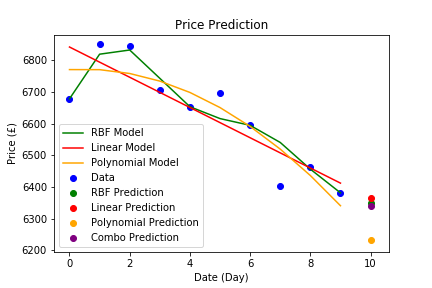 Price Prediction
Price (£)
6800
6700
6600
6500
6400
6300
6200
RBF Model
Linear Model
Polynomial Model
Data
RBF Prediction
Linear Prediction
Polynomial Prediction
Combo Prediction
0 2 4 6 8 10
Date (Day)